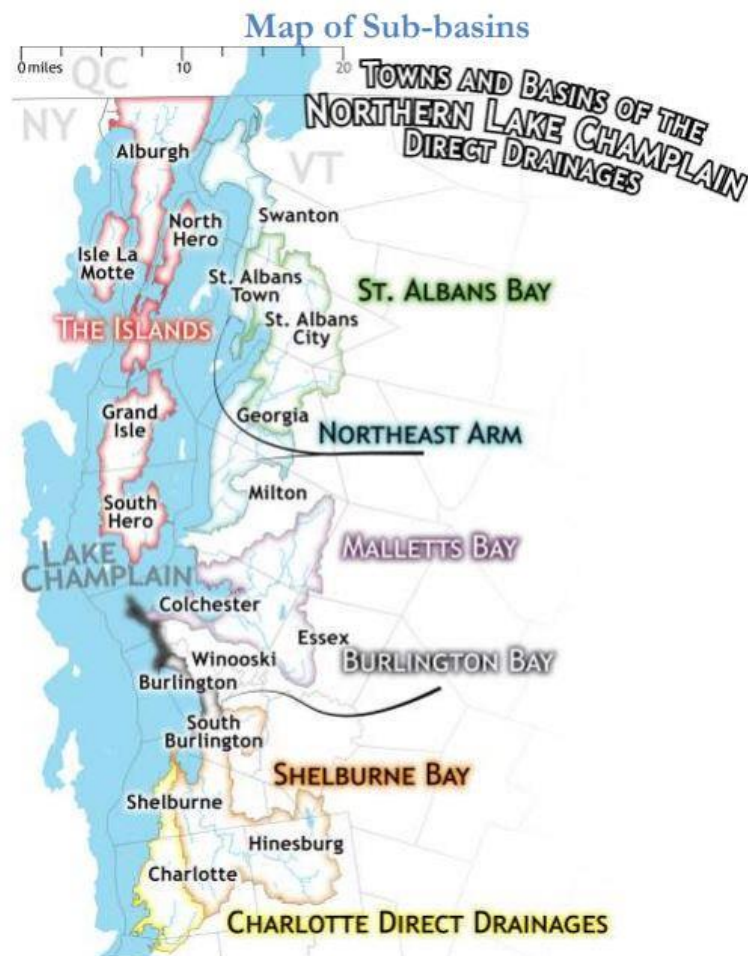 Map of Sub-basins
0 miles 10 20
QC
NY
VT
Towns and Basins of the
Northern Lake Champlain
Direct Drainages
Alburgh
North
Hero
Isle La
Motte
Swanton
St. Albans
Town
St. Albans Bay
St. Albans
City
The Islands
Grand
Isle
Georgia
Northeast Arm
Milton
South
Hero
Malletts Bay
Lake
Champlain
Colchester
Essex
Winooski
Burlington Bay
Burlington
South
Burlington
Shelburne Bay
Shelburne
Hinesburg
Charlotte
Charlotte Direct Drainages